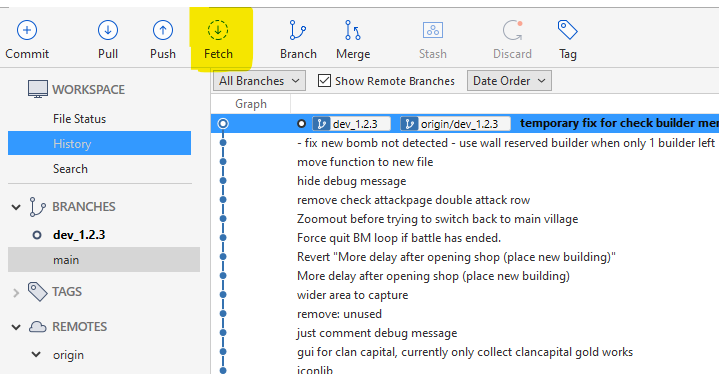 Commit Pull Push Fetch Branch Merge Stash Discard Tag
All Branches Show Remote Branches Date Order
Graph
WORKSPACE
File Status
History
Search
BRANCHES
dev_1.2.3
main
TAGS
REMOTES
origin
dev_1.2.3 origin/dev_1.2.3 temporary fix for check builder
- fix new bomb not detected - use wall reserved builder when only 1 builder left
move function to new file
hide debug message
remove check attackpage double attack row
Zoomout before trying to switch back to main village
Force quit BM loop if battle has ended.
Revert "More delay after opening shop (place new building)"
More delay after opening shop (place new building)
wider area to capture
remove: unused
just comment debug message
gui for clan capital, currently only collect clancapital gold works
iconlib